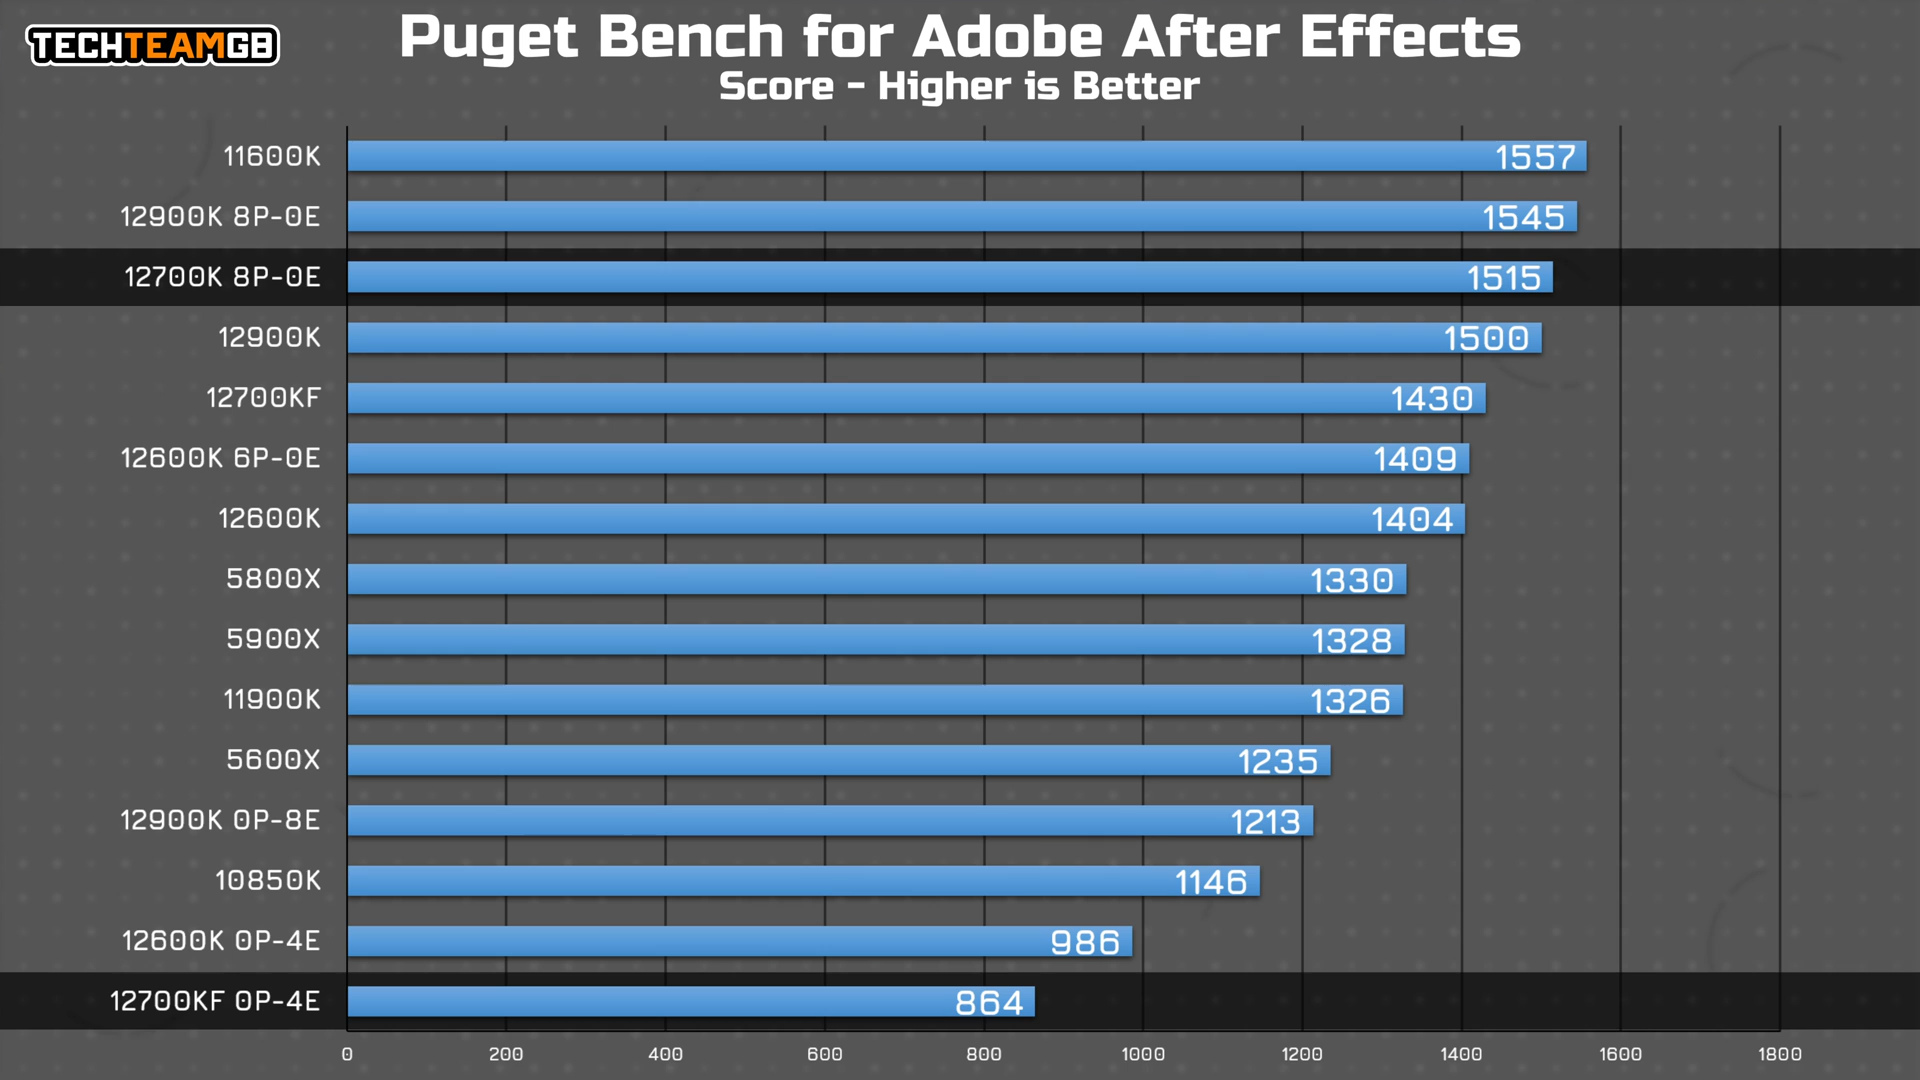 TECHTEAMGB
Puget Bench for Adobe After Effects
Score - Higher is Better
11600K 1557
12900K 8P-0E 1545
12700K 8P-0E 1515
12900K 1500
12700KF 1430
12600K 6P-0E 1409
12600K 1404
5800X 1330
5900X 1328
11900K 1326
5600X 1235
12900K 0P-8E 1213
10850K 1146
12600K 0P-4E 986
12700KF 0P-4E 864
0 200 400 600 800 1000 1200 1400 1600 1800